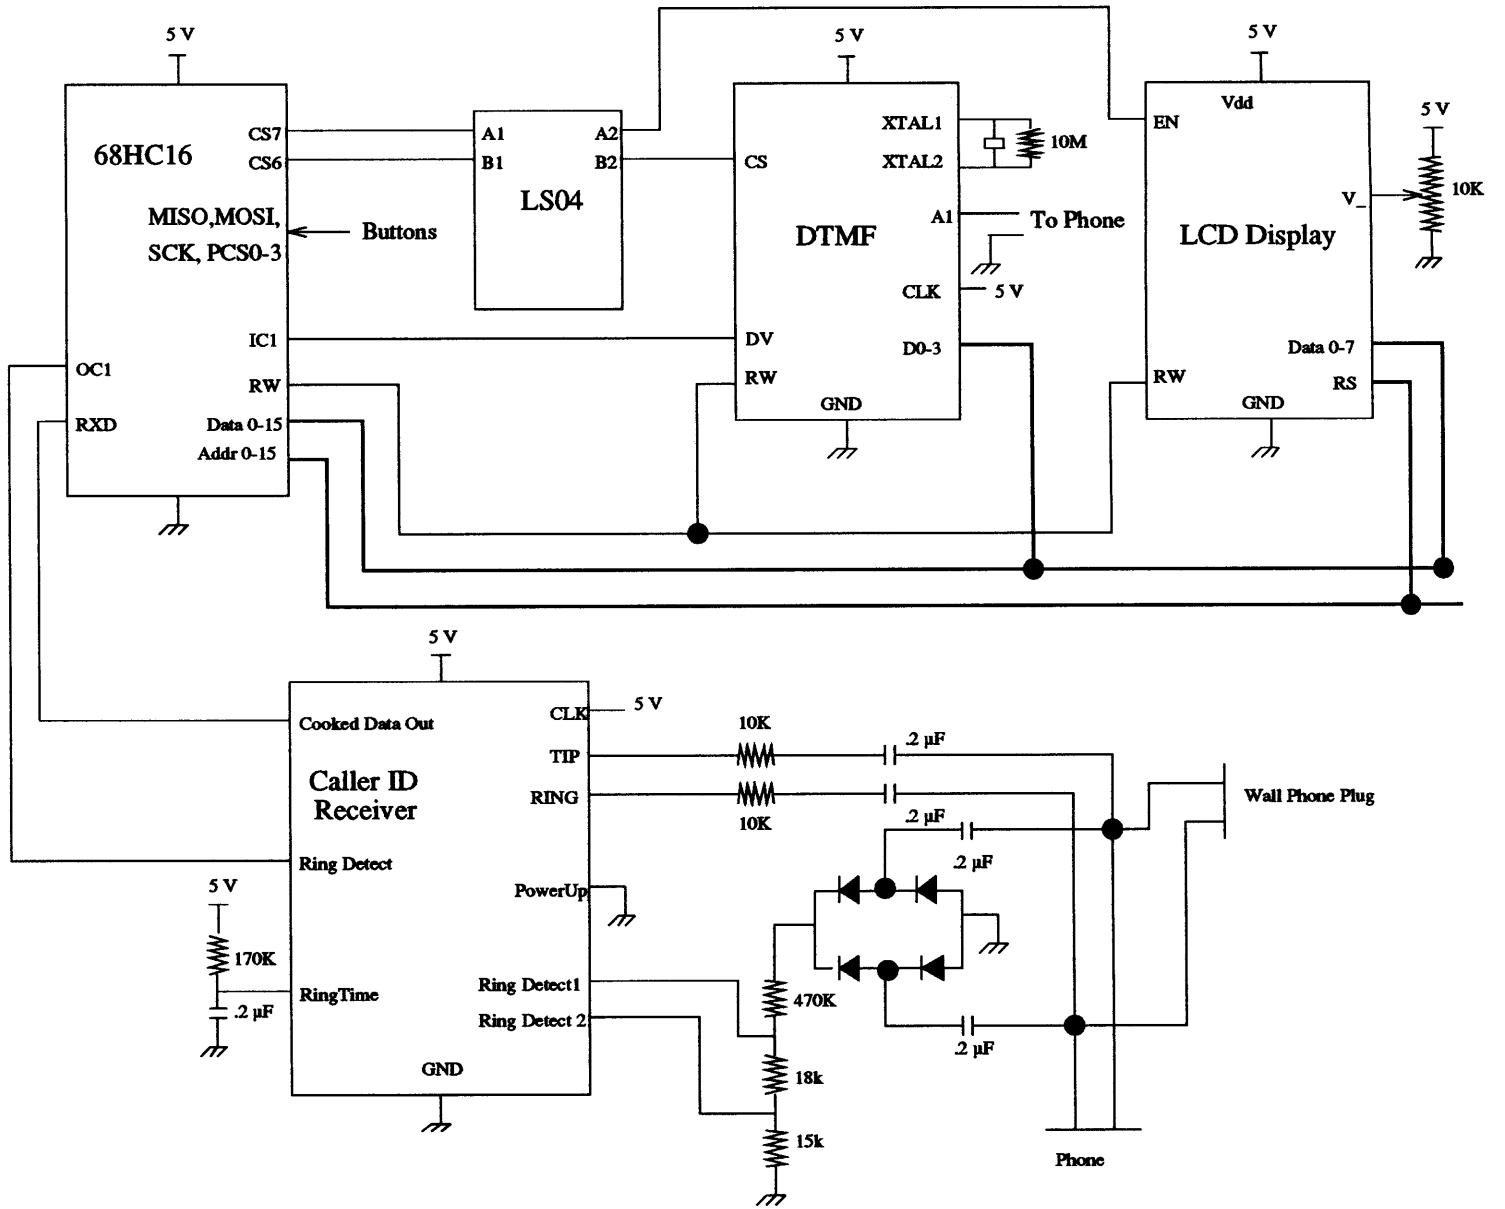 5 V
68HC16
CS7
CS6
MISO,MOSI,
SCK, PCS0-3
Buttons
IC1
OC1
RW
RXD
Data 0-15
Addr 0-15
A1
A2
B1
B2
LS04
5 V
XTAL1
10M
XTAL2
CS
A1
To Phone
DTMF
CLK
5 V
DV
D0-3
RW
GND
5 V
Vdd
EN
5 V
V_
10K
LCD Display
Data 0-7
RW
RS
GND
5 V
CLK
5 V
Cooked Data Out
TIP
10K
.2 µF
Caller ID
Receiver
RING
10K
.2 µF
Wall Phone Plug
.2 µF
Ring Detect
PowerUp
5 V
170K
RingTime
.2 µF
Ring Detect1
470K
Ring Detect 2
.2 µF
GND
18k
15k
Phone